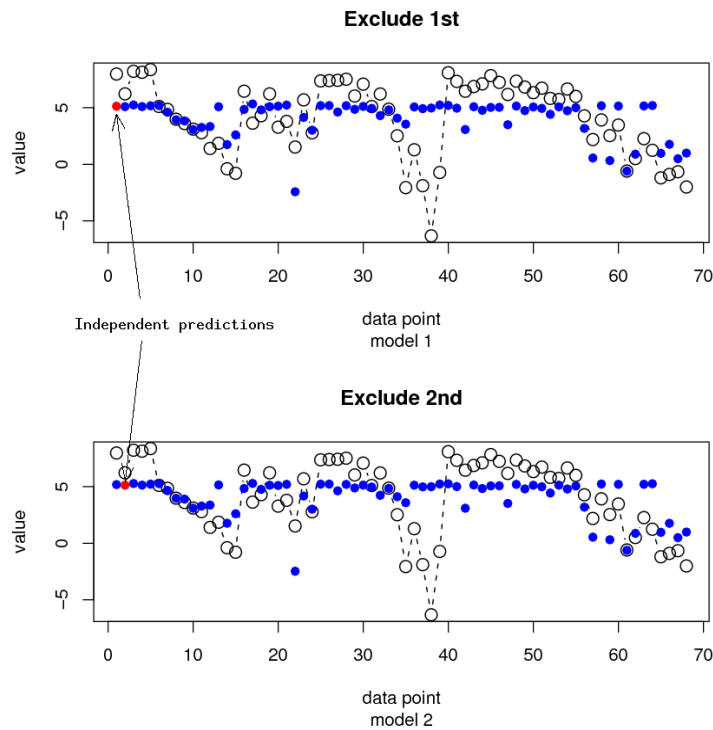 Exclude 1st
value
5
0
−5
0 10 20 30 40 50 60 70
data point
model 1
Independent predictions
Exclude 2nd
value
5
0
−5
0 10 20 30 40 50 60 70
data point
model 2